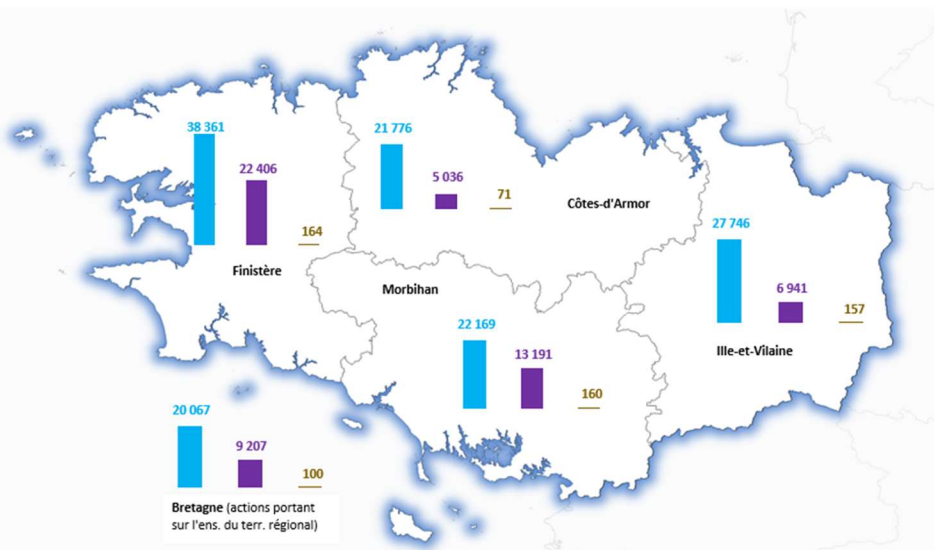 38 361
22 406
164
Finistère
21 776
5 036
71
Côtes-d'Armor
27 746
6 941
157
Ille-et-Vilaine
Morbihan
22 169
13 191
160
20 067
9 207
100
Bretagne (actions portant
sur l'ens. du terr. régional)